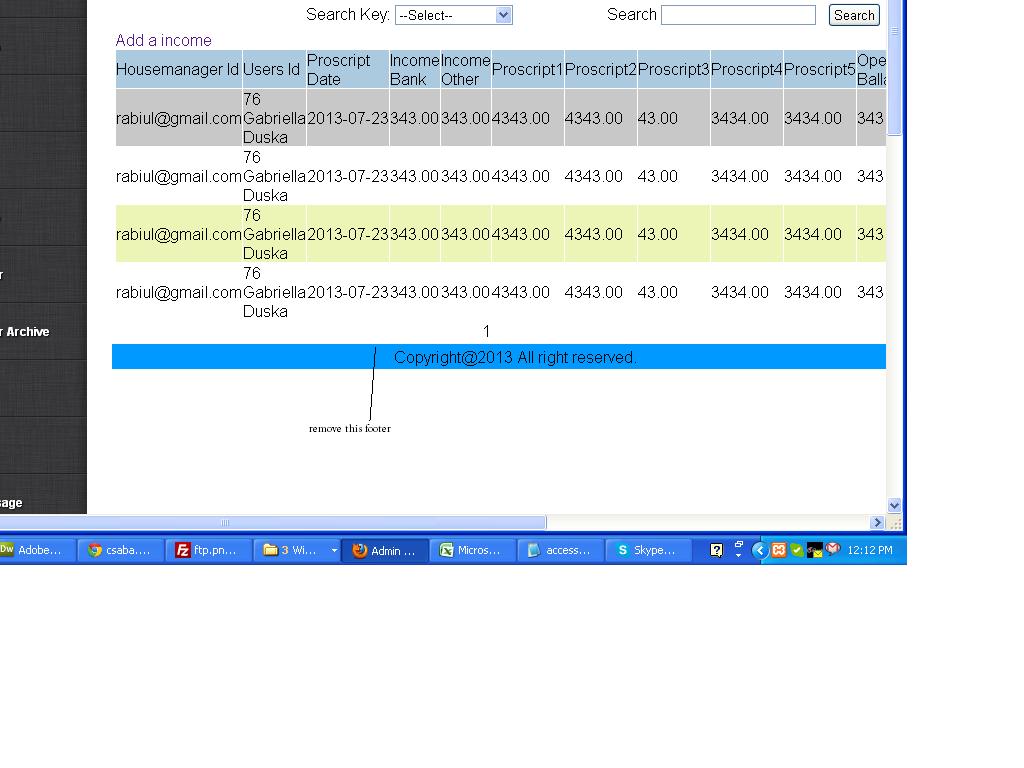 Search Key: --Select-- Search Search
Add a income
Housemanager Id Users Id Proscript Date Income Bank Income Other Proscript1 Proscript2 Proscript3 Proscript4 Proscript5 Ope Balla
rabiul@gmail.com 76 Gabriella Duska 2013-07-23 343.00 343.00 4343.00 4343.00 43.00 3434.00 3434.00 343
rabiul@gmail.com 76 Gabriella Duska 2013-07-23 343.00 343.00 4343.00 4343.00 43.00 3434.00 3434.00 343
rabiul@gmail.com 76 Gabriella Duska 2013-07-23 343.00 343.00 4343.00 4343.00 43.00 3434.00 3434.00 343
rabiul@gmail.com 76 Gabriella Duska 2013-07-23 343.00 343.00 4343.00 4343.00 43.00 3434.00 3434.00 343
r
r Archive
1
Copyright@2013 All right reserved.
remove this footer
sage
Dw Adobe... csaba.... Fz ftp.pn... 3 Wi... Admin ... Micros... access... S Skype... ? 12:12 PM